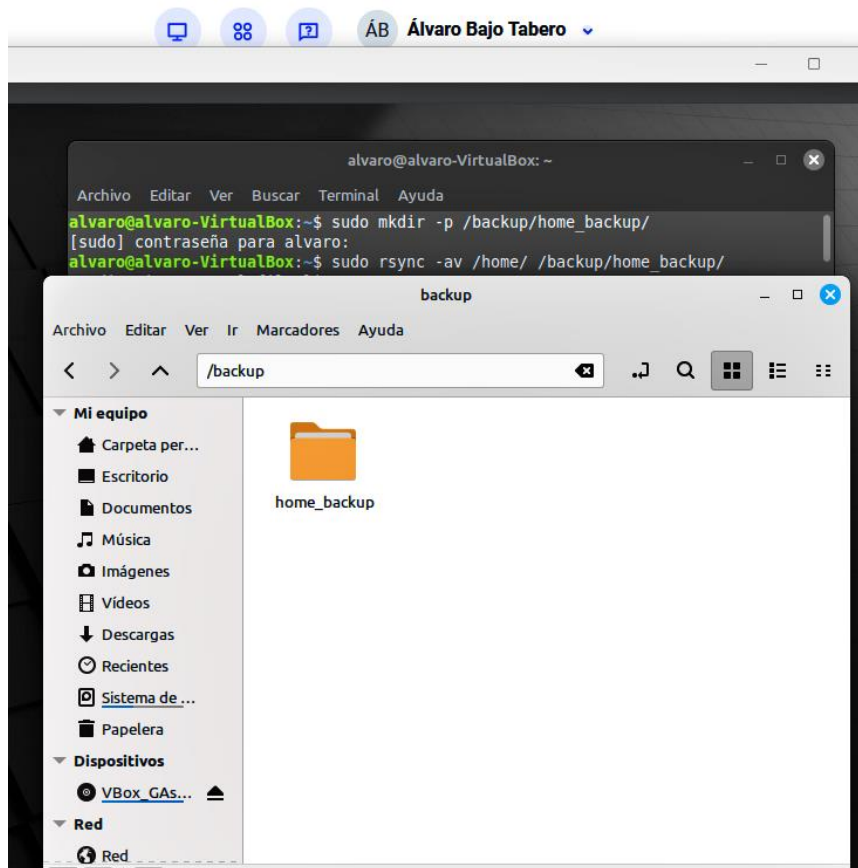 ÁB Álvaro Bajo Tabero
alvaro@alvaro-VirtualBox: ~
Archivo Editar Ver Buscar Terminal Ayuda
alvaro@alvaro-VirtualBox:~$ sudo mkdir -p /backup/home_backup/
[sudo] contraseña para alvaro:
alvaro@alvaro-VirtualBox:~$ sudo rsync -av /home/ /backup/home_backup/
backup
Archivo Editar Ver Ir Marcadores Ayuda
/backup
Mi equipo
Carpeta per...
Escritorio
Documentos
Música
Imágenes
Vídeos
Descargas
Recientes
Sistema de ...
Papelera
Dispositivos
VBox_GAs...
Red
Red
home_backup